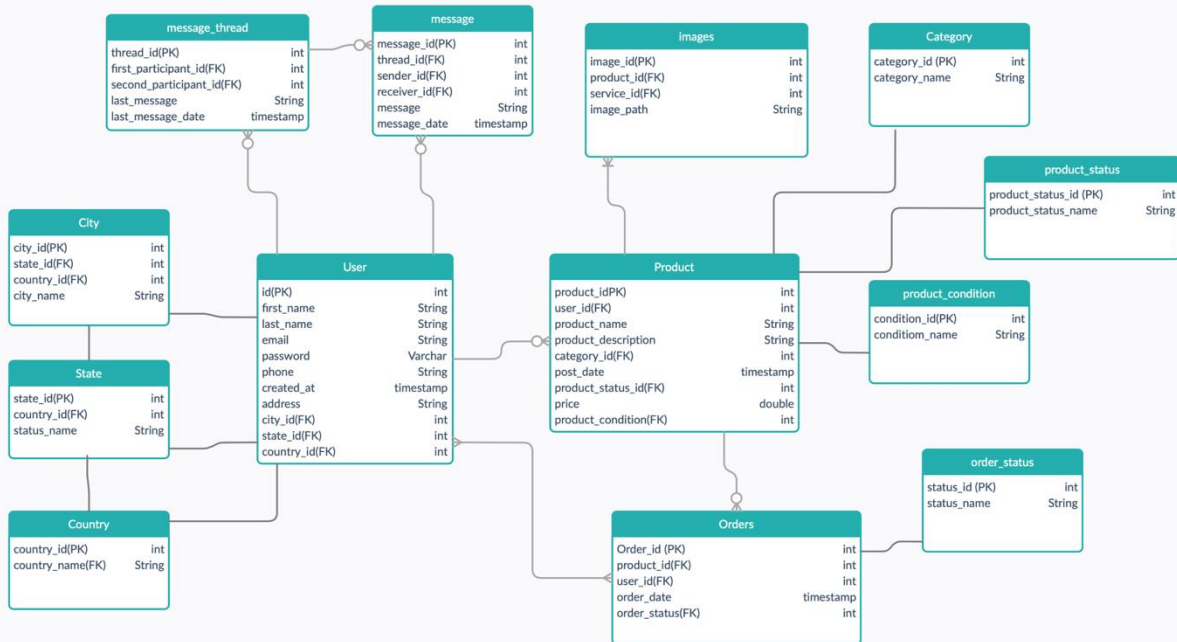 message_thread
thread_id(PK) int
first_participant_id(FK) int
second_participant_id(FK) int
last_message String
last_message_date timestamp
message
message_id(PK) int
thread_id(FK) int
sender_id(FK) int
receiver_id(FK) int
message String
message_date timestamp
images
image_id(PK) int
product_id(FK) int
service_id(FK) int
image_path String
Category
category_id (PK) int
category_name String
product_status
product_status_id (PK) int
product_status_name String
City
city_id(PK) int
state_id(FK) int
country_id(FK) int
city_name String
User
id(PK) int
first_name String
last_name String
email String
password Varchar
phone String
created_at timestamp
address String
city_id(FK) int
state_id(FK) int
country_id(FK) int
Product
product_idPK) int
user_id(FK) int
product_name String
product_description String
category_id(FK) int
post_date timestamp
product_status_id(FK) int
price double
product_condition(FK) int
product_condition
condition_id(PK) int
conditiom_name String
State
state_id(PK) int
country_id(FK) int
status_name String
order_status
status_id (PK) int
status_name String
Country
country_id(PK) int
country_name(FK) String
Orders
Order_id (PK) int
product_id(FK) int
user_id(FK) int
order_date timestamp
order_status(FK) int